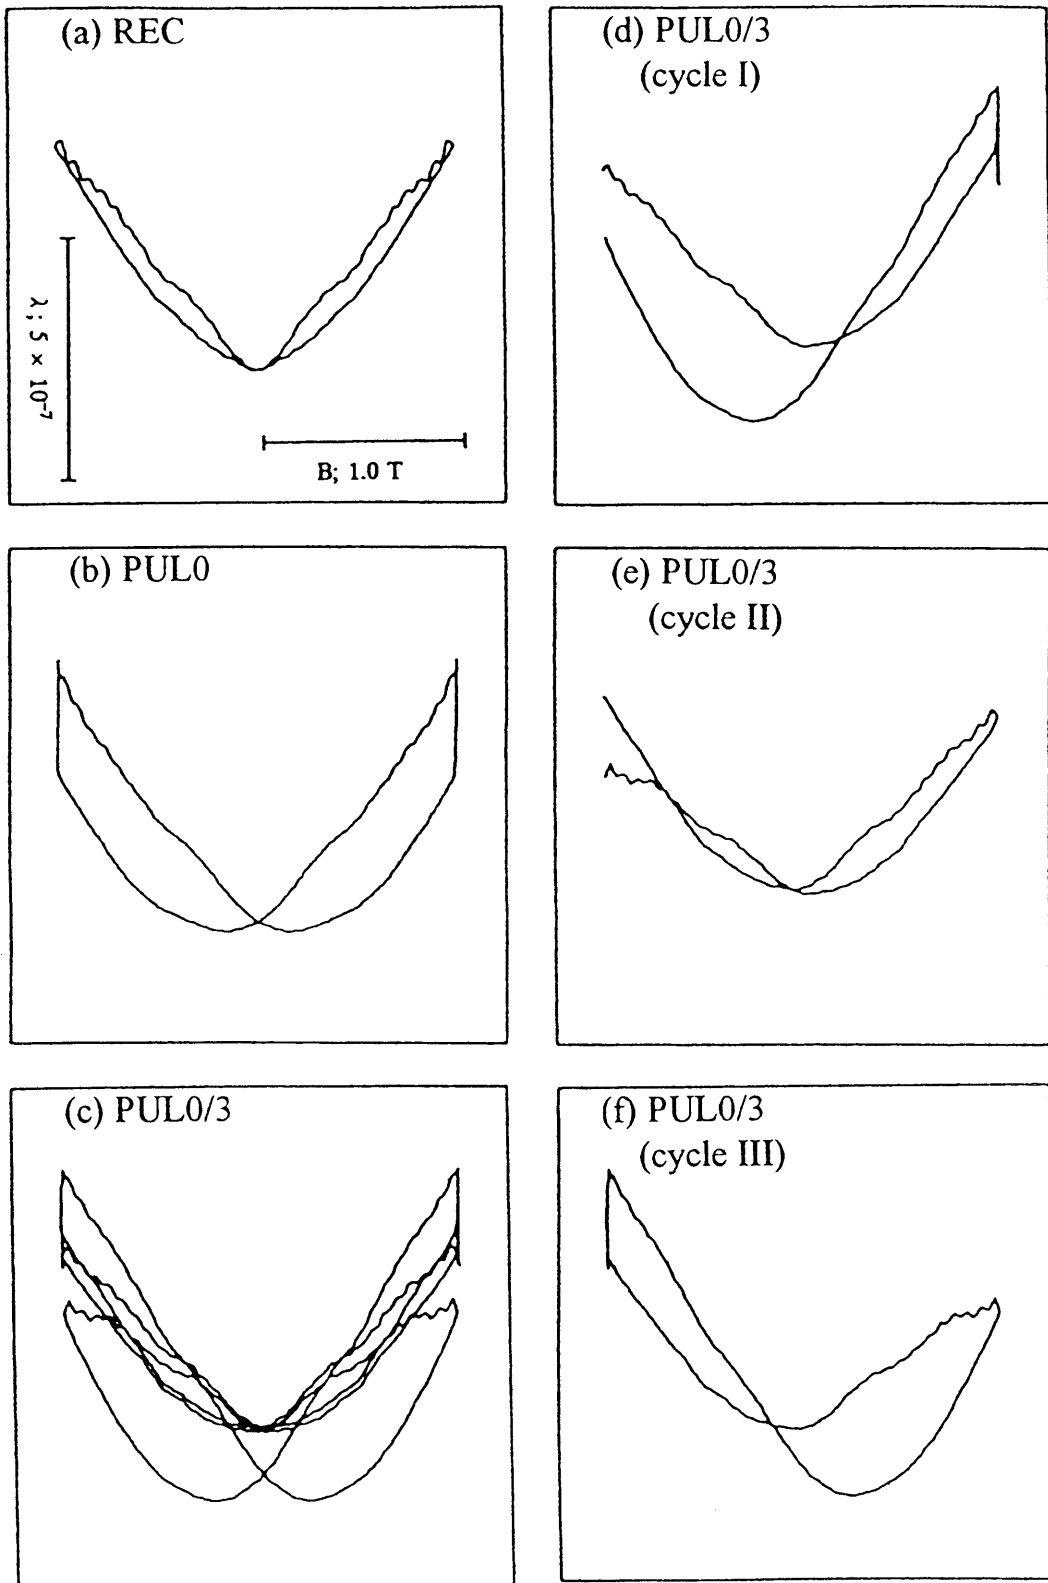 (a) REC
λ; 5 × 10⁻⁷
B; 1.0 T
(b) PUL0
(c) PUL0/3
(d) PUL0/3
(cycle I)
(e) PUL0/3
(cycle II)
(f) PUL0/3
(cycle III)